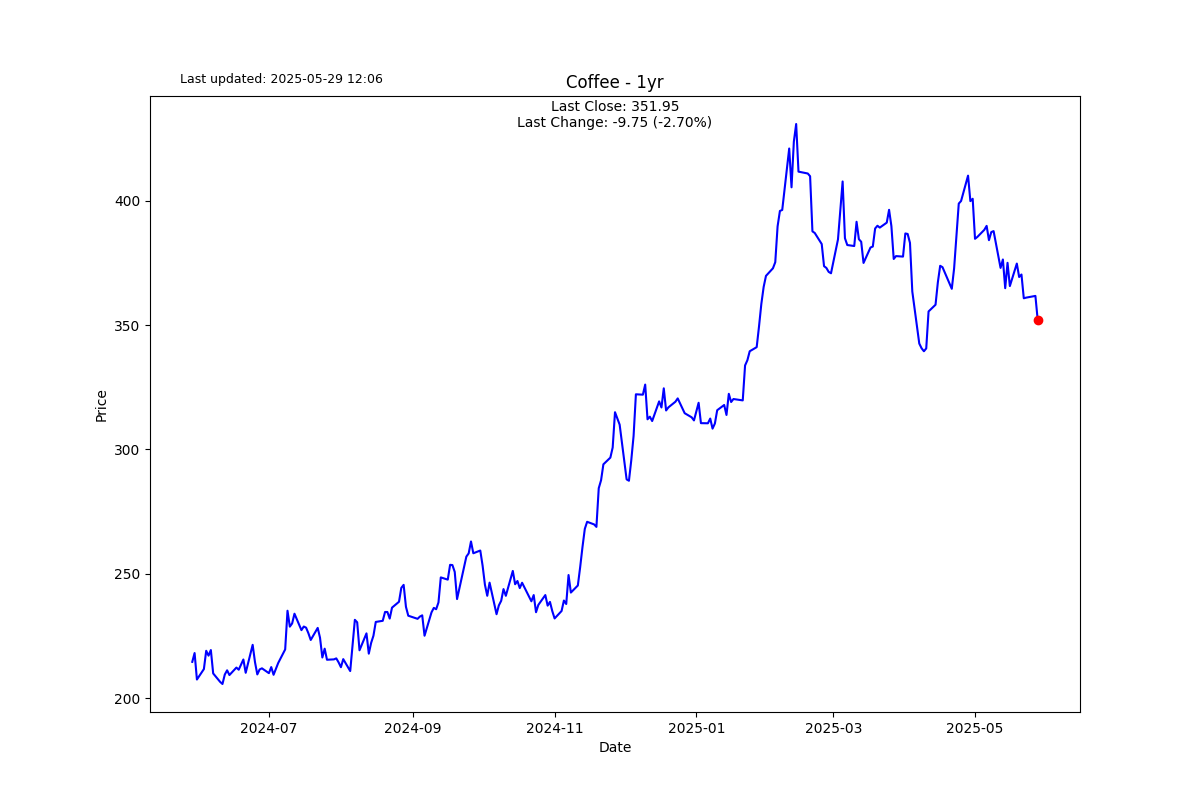 Last updated: 2025-05-29 12:06
Coffee - 1yr
Last Close: 351.95
Last Change: -9.75 (-2.70%)
400
350
300
250
200
Price
2024-07
2024-09
2024-11
2025-01
2025-03
2025-05
Date